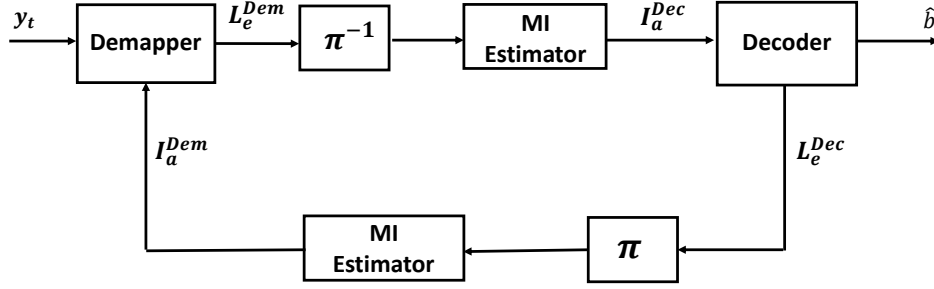 y_t
L_e^{Dem}
I_a^{Dec}
b̂
Demapper
π^{-1}
MI
Estimator
Decoder
I_a^{Dem}
L_e^{Dec}
MI
Estimator
π